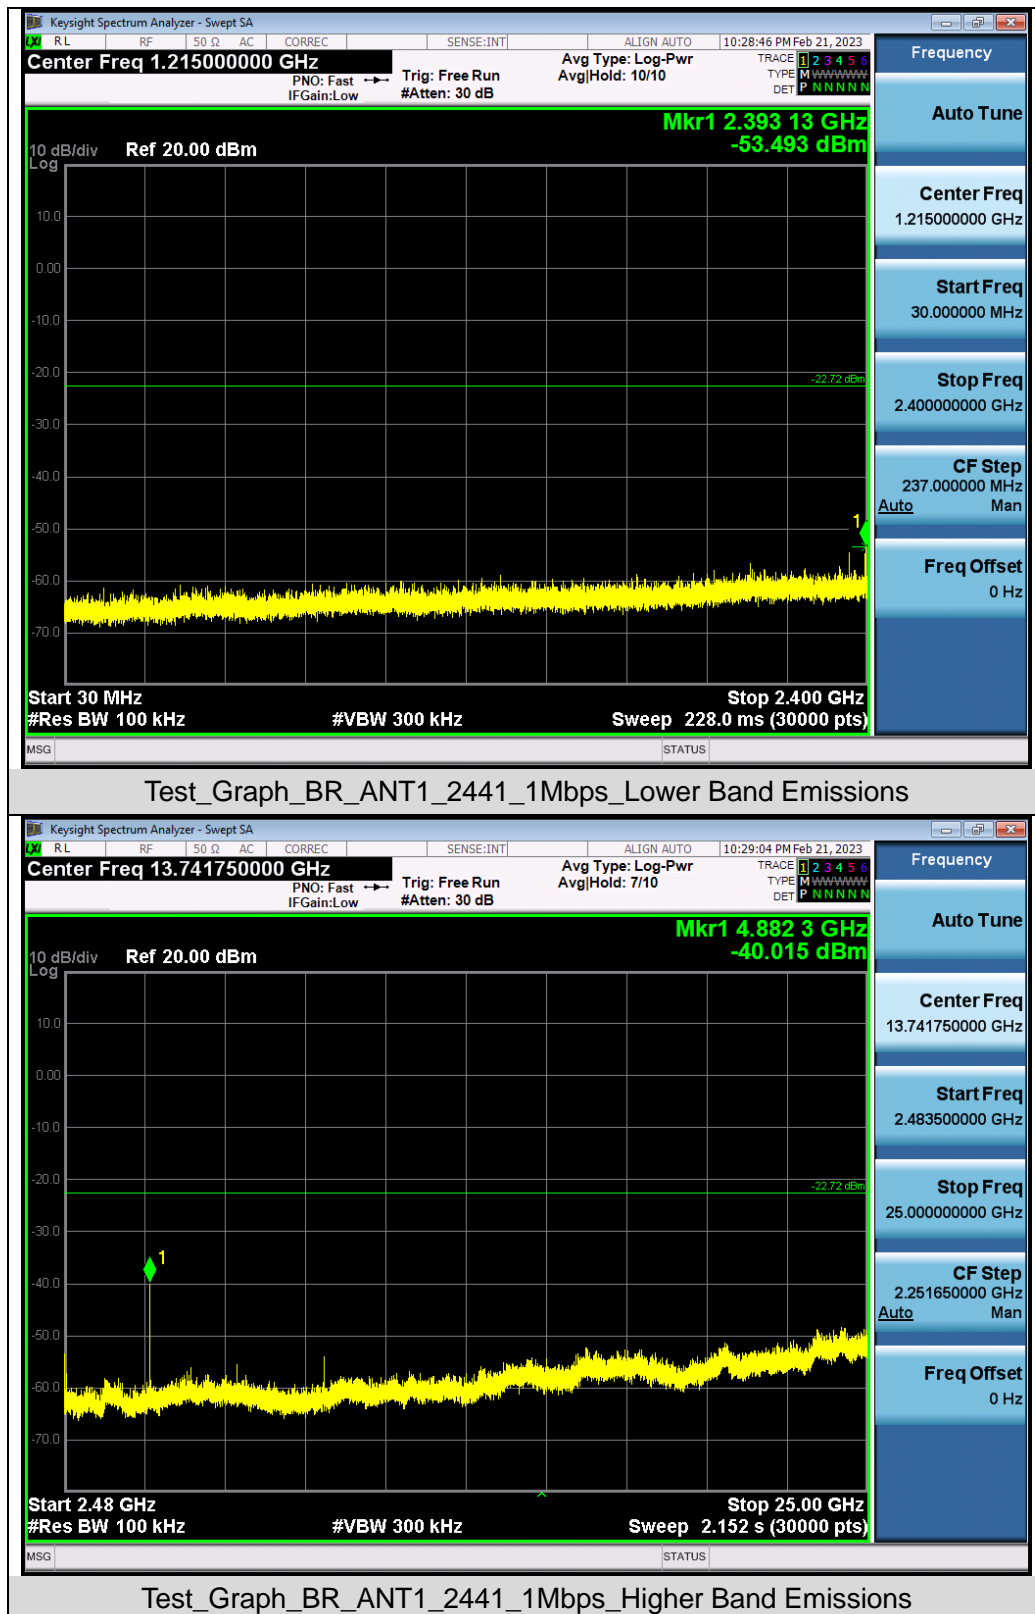 Keysight Spectrum Analyzer - Swept SA
LXI RL RF 50 Ω AC CORREC SENSE:INT ALIGN AUTO 10:28:46 PM Feb 21, 2023
Center Freq 1.215000000 GHz
PNO: Fast
IFGain:Low
Trig: Free Run
#Atten: 30 dB
Avg Type: Log-Pwr
Avg|Hold: 10/10
TRACE 1 2 3 4 5 6
TYPE M WWWWW
DET P N N N N N
Mkr1 2.393 13 GHz
-53.493 dBm
10 dB/div Ref 20.00 dBm
Log
10.0
0.00
-10.0
-20.0
-22.72 dBm
-30.0
-40.0
-50.0
1
-60.0
-70.0
Start 30 MHz Stop 2.400 GHz
#Res BW 100 kHz #VBW 300 kHz Sweep 228.0 ms (30000 pts)
MSG STATUS
Frequency
Auto Tune
Center Freq
1.215000000 GHz
Start Freq
30.000000 MHz
Stop Freq
2.400000000 GHz
CF Step
237.000000 MHz
Auto Man
Freq Offset
0 Hz
Test_Graph_BR_ANT1_2441_1Mbps_Lower Band Emissions
Keysight Spectrum Analyzer - Swept SA
LXI RL RF 50 Ω AC CORREC SENSE:INT ALIGN AUTO 10:29:04 PM Feb 21, 2023
Center Freq 13.741750000 GHz
PNO: Fast
IFGain:Low
Trig: Free Run
#Atten: 30 dB
Avg Type: Log-Pwr
Avg|Hold: 7/10
TRACE 1 2 3 4 5 6
TYPE M WWWWW
DET P N N N N N
Mkr1 4.882 3 GHz
-40.015 dBm
10 dB/div Ref 20.00 dBm
Log
10.0
0.00
-10.0
-20.0
-22.72 dBm
-30.0
1
-40.0
-50.0
-60.0
-70.0
Start 2.48 GHz Stop 25.00 GHz
#Res BW 100 kHz #VBW 300 kHz Sweep 2.152 s (30000 pts)
MSG STATUS
Frequency
Auto Tune
Center Freq
13.741750000 GHz
Start Freq
2.483500000 GHz
Stop Freq
25.000000000 GHz
CF Step
2.251650000 GHz
Auto Man
Freq Offset
0 Hz
Test_Graph_BR_ANT1_2441_1Mbps_Higher Band Emissions